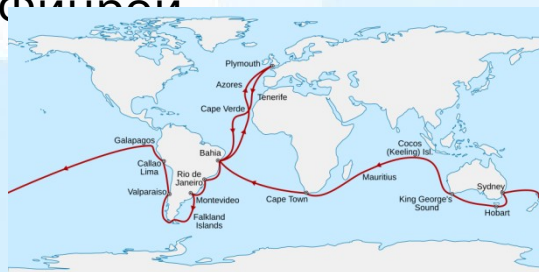 Фицрой
Plymouth
Azores
Tenerife
Cape Verde
Galapagos
Bahia
Callao
Lima
Rio de
Janeiro
Valparaiso
Montevideo
Falkland
Islands
Cape Town
Mauritius
Cocos
(Keeling) Isl.
King George's
Sound
Sydney
Hobart